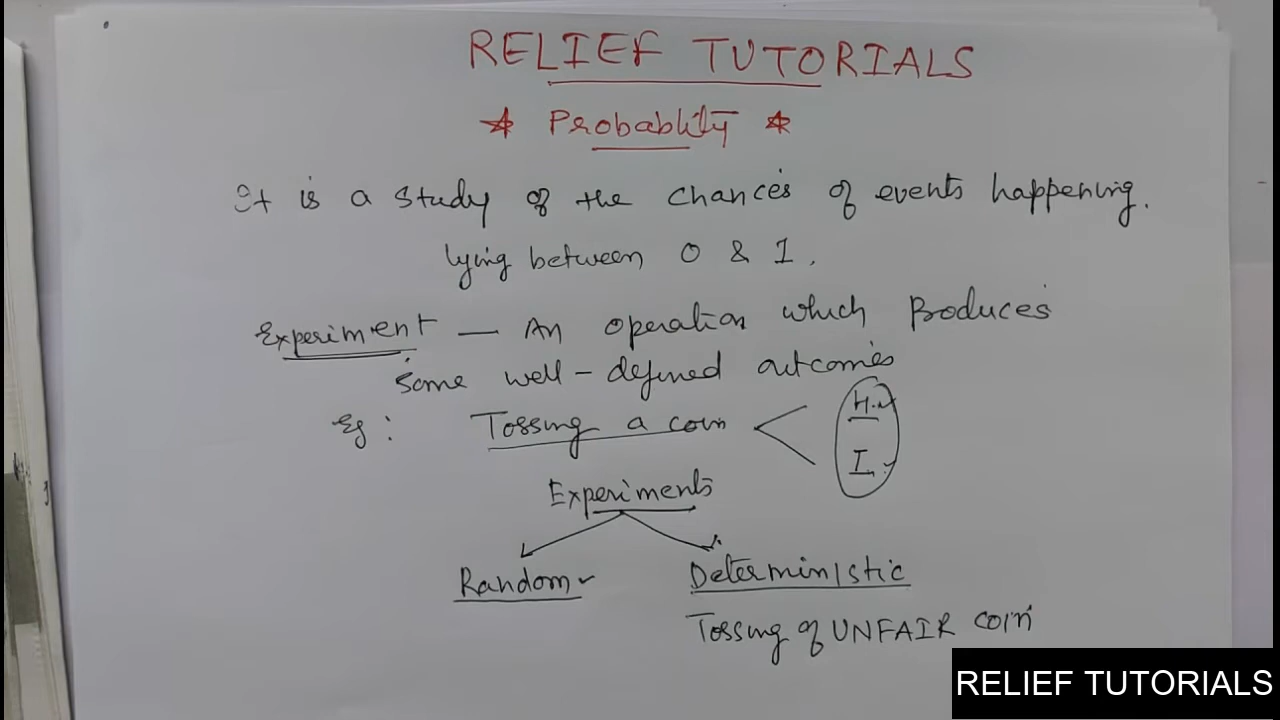 RELIEF TUTORIALS
* Probablity *
It is a study of the chances of events happening.
lying between 0 & 1.
Experiment — An operation which Produces
some well-defined outcomes
Eg: Tossing a coin
H
T
Experiments
Random
Deterministic
Tossing of UNFAIR coin
RELIEF TUTORIALS